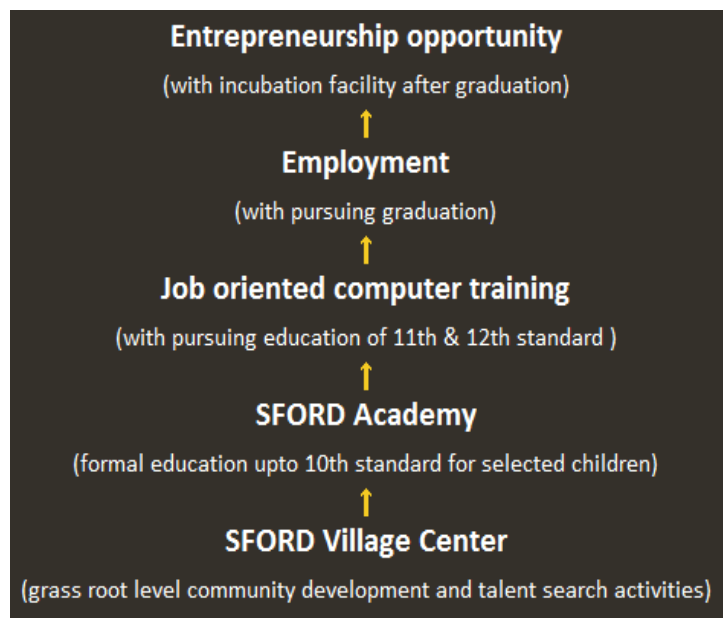 Entrepreneurship opportunity
(with incubation facility after graduation)
Employment
(with pursuing graduation)
Job oriented computer training
(with pursuing education of 11th & 12th standard )
SFORD Academy
(formal education upto 10th standard for selected children)
SFORD Village Center
(grass root level community development and talent search activities)